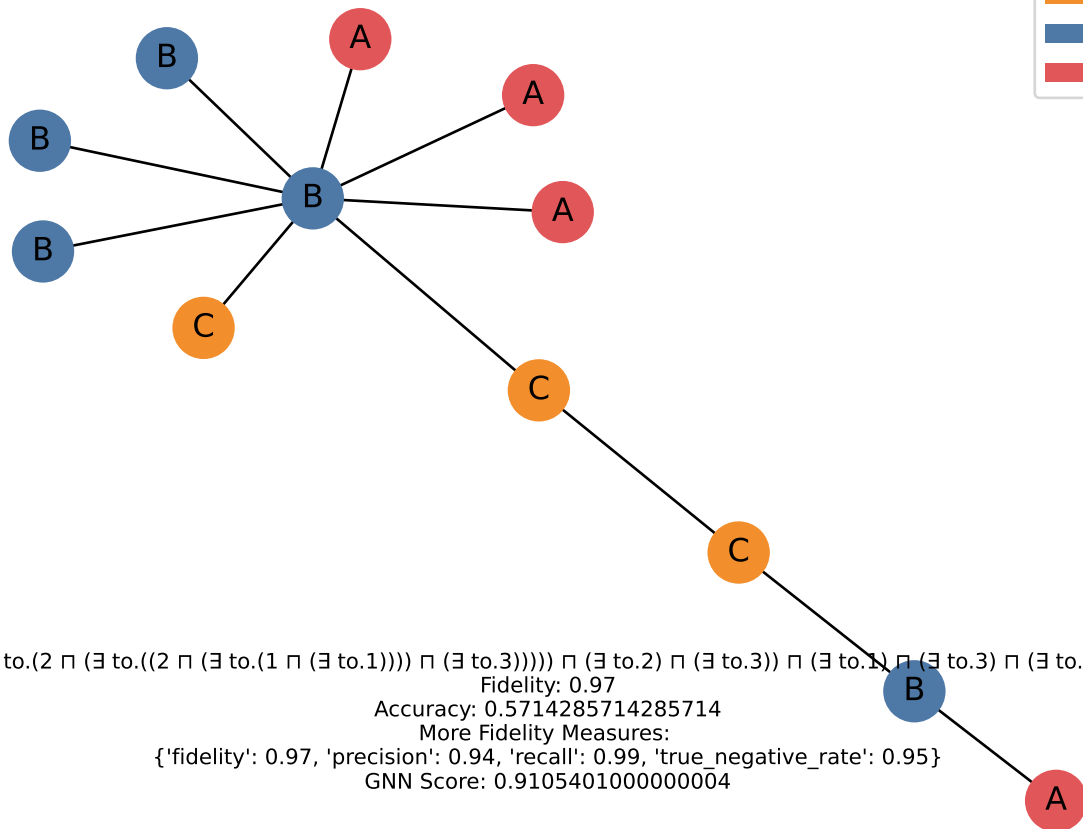 A
B
A
B
B
A
B
C
C
C
to.(2 ⊓ (∃ to.((2 ⊓ (∃ to.(1 ⊓ (∃ to.1)))) ⊓ (∃ to.3))))) ⊓ (∃ to.2) ⊓ (∃ to.3)) ⊓ (∃ to.1) ⊓ (∃ to.3) ⊓ (∃ to.
B
Fidelity: 0.97
Accuracy: 0.5714285714285714
More Fidelity Measures:
{'fidelity': 0.97, 'precision': 0.94, 'recall': 0.99, 'true_negative_rate': 0.95}
GNN Score: 0.9105401000000004
A